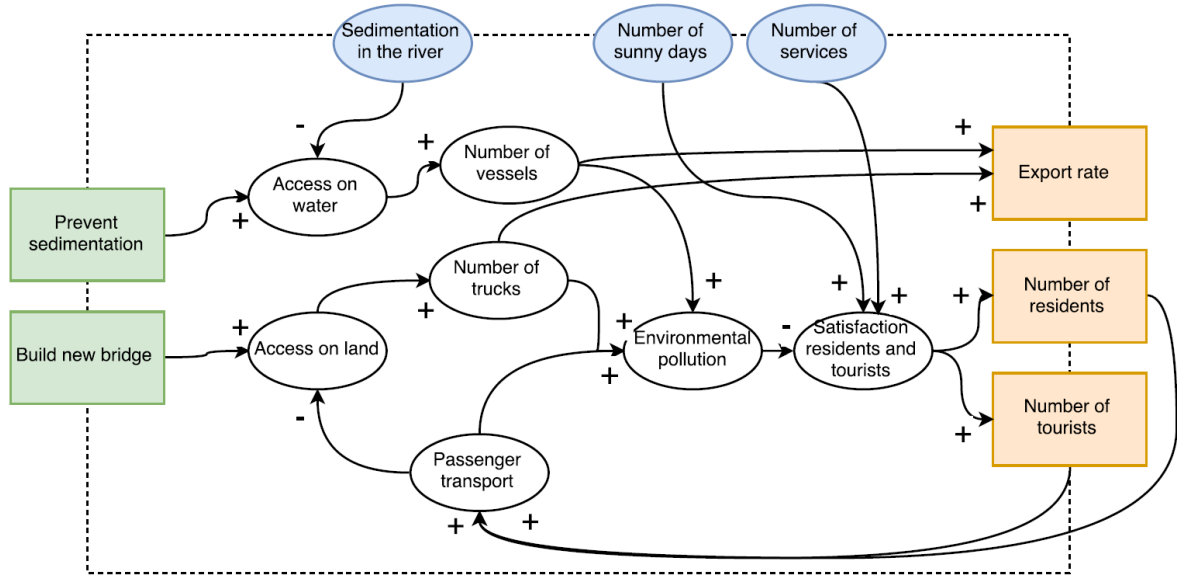 Sedimentation
in the river
Number of
sunny days
Number of
services
-
+
+
Number of
vessels
Export rate
Access on
water
+
+
Prevent
sedimentation
Number of
trucks
+
+
+
+
Number of
residents
+
+
+
-
Build new bridge
Access on land
Environmental
pollution
Satisfaction
residents and
tourists
+
-
Number of
tourists
+
Passenger
transport
+
+